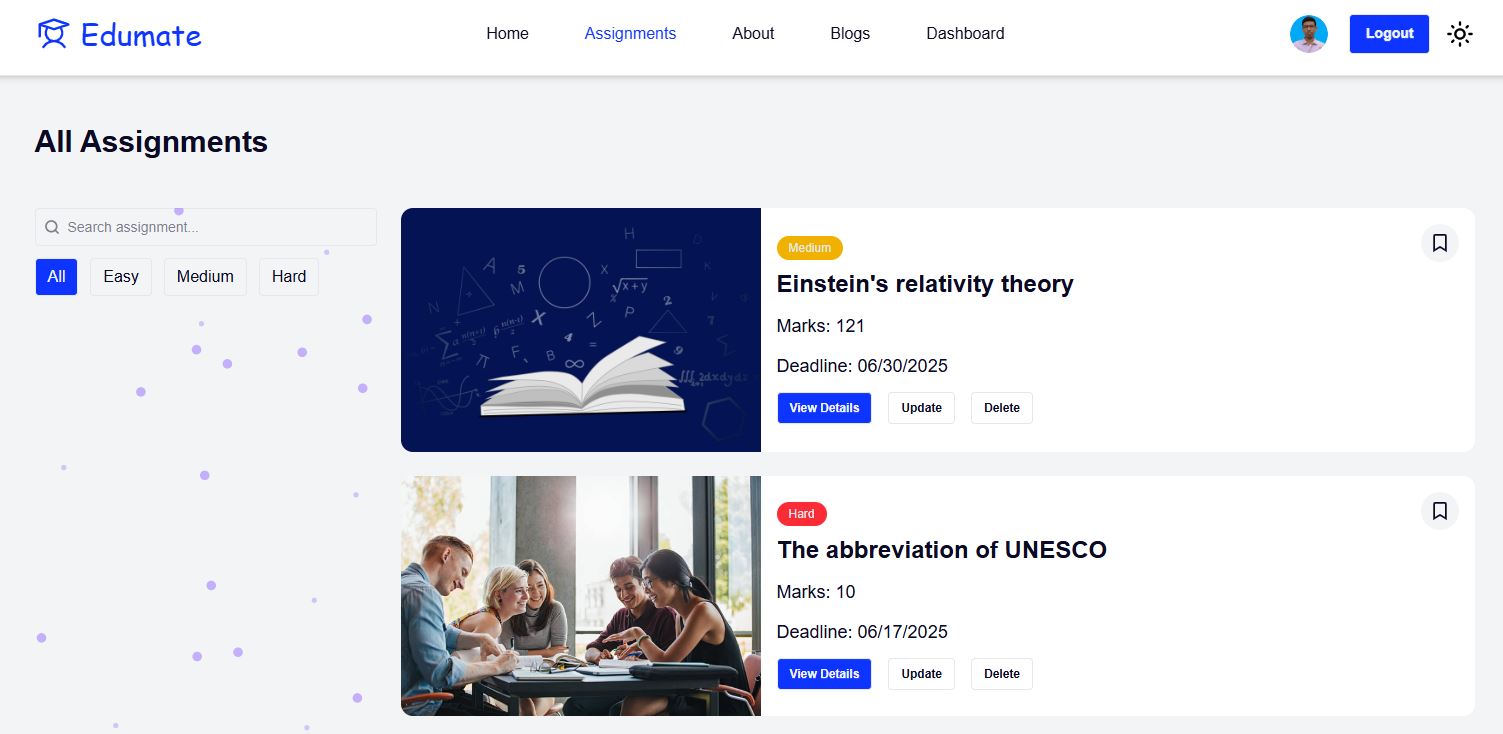 Edumate
Home Assignments About Blogs Dashboard
Logout
All Assignments
Search assignment...
All Easy Medium Hard
Medium
Einstein's relativity theory
Marks: 121
Deadline: 06/30/2025
View Details Update Delete
Hard
The abbreviation of UNESCO
Marks: 10
Deadline: 06/17/2025
View Details Update Delete